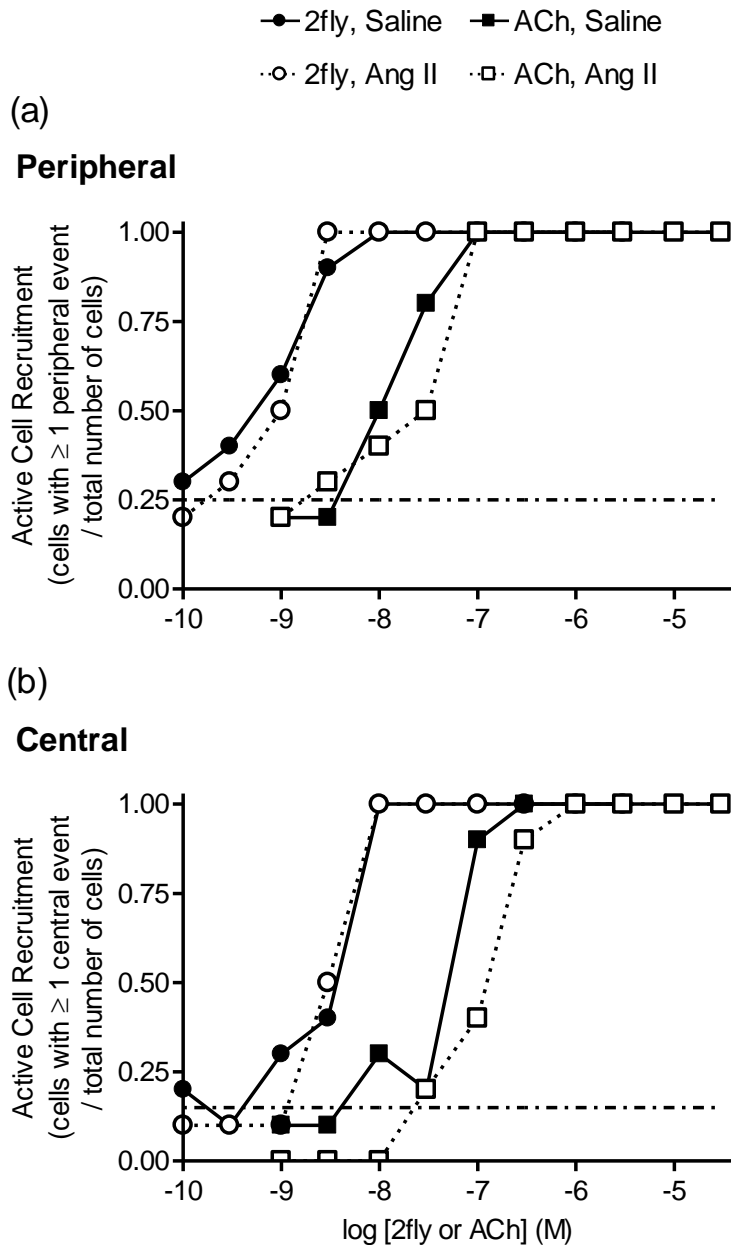 2fly, Saline ACh, Saline
2fly, Ang II ACh, Ang II
(a)
Peripheral
Active Cell Recruitment
(cells with ≥ 1 peripheral event
/ total number of cells)
1.00
0.75
0.50
0.25
0.00
-10 -9 -8 -7 -6 -5
(b)
Central
Active Cell Recruitment
(cells with ≥ 1 central event
/ total number of cells)
1.00
0.75
0.50
0.25
0.00
-10 -9 -8 -7 -6 -5
log [2fly or ACh] (M)